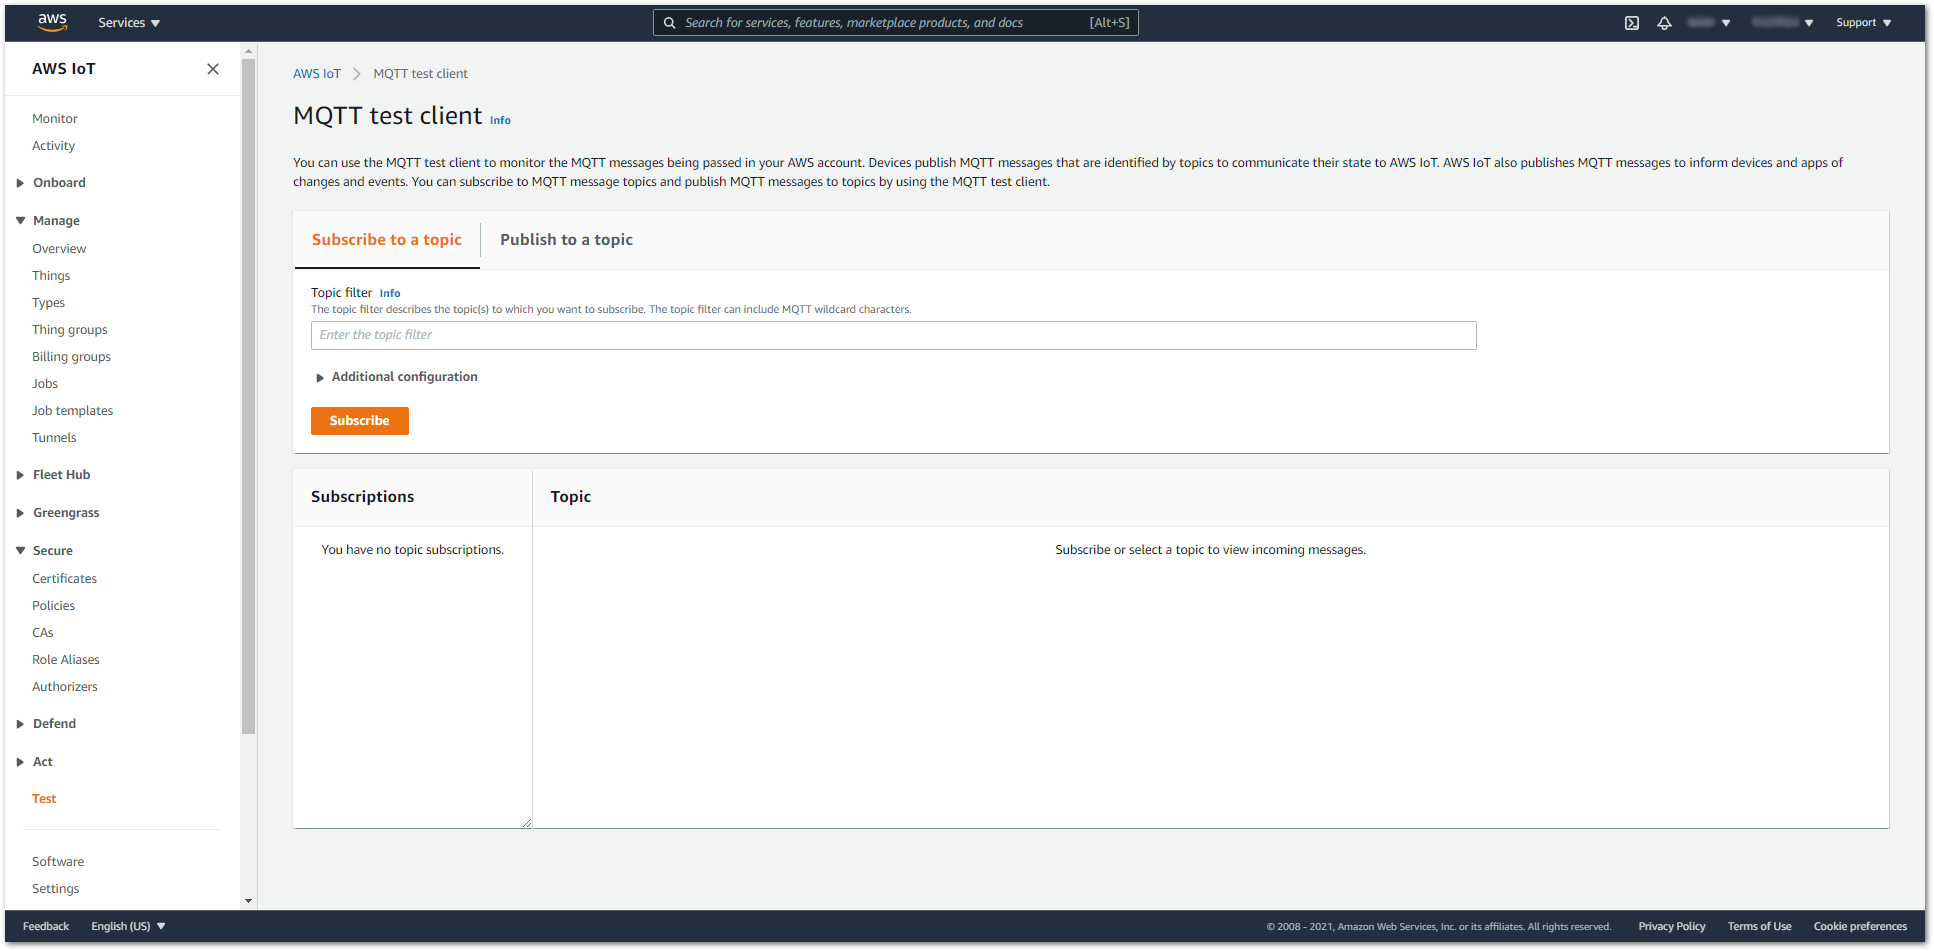 aws
Services
Search for services, features, marketplace products, and docs [Alt+S]
Support
AWS IoT
Monitor
Activity
Onboard
Manage
Overview
Things
Types
Thing groups
Billing groups
Jobs
Job templates
Tunnels
Fleet Hub
Greengrass
Secure
Certificates
Policies
CAs
Role Aliases
Authorizers
Defend
Act
Test
Software
Settings
AWS IoT MQTT test client
MQTT test client Info
You can use the MQTT test client to monitor the MQTT messages being passed in your AWS account. Devices publish MQTT messages that are identified by topics to communicate their state to AWS IoT. AWS IoT also publishes MQTT messages to inform devices and apps of
changes and events. You can subscribe to MQTT message topics and publish MQTT messages to topics by using the MQTT test client.
Subscribe to a topic
Publish to a topic
Topic filter Info
The topic filter describes the topic(s) to which you want to subscribe. The topic filter can include MQTT wildcard characters.
Enter the topic filter
Additional configuration
Subscribe
Subscriptions
You have no topic subscriptions.
Topic
Subscribe or select a topic to view incoming messages.
Feedback
English (US)
© 2008 - 2021, Amazon Web Services, Inc. or its affiliates. All rights reserved.
Privacy Policy
Terms of Use
Cookie preferences